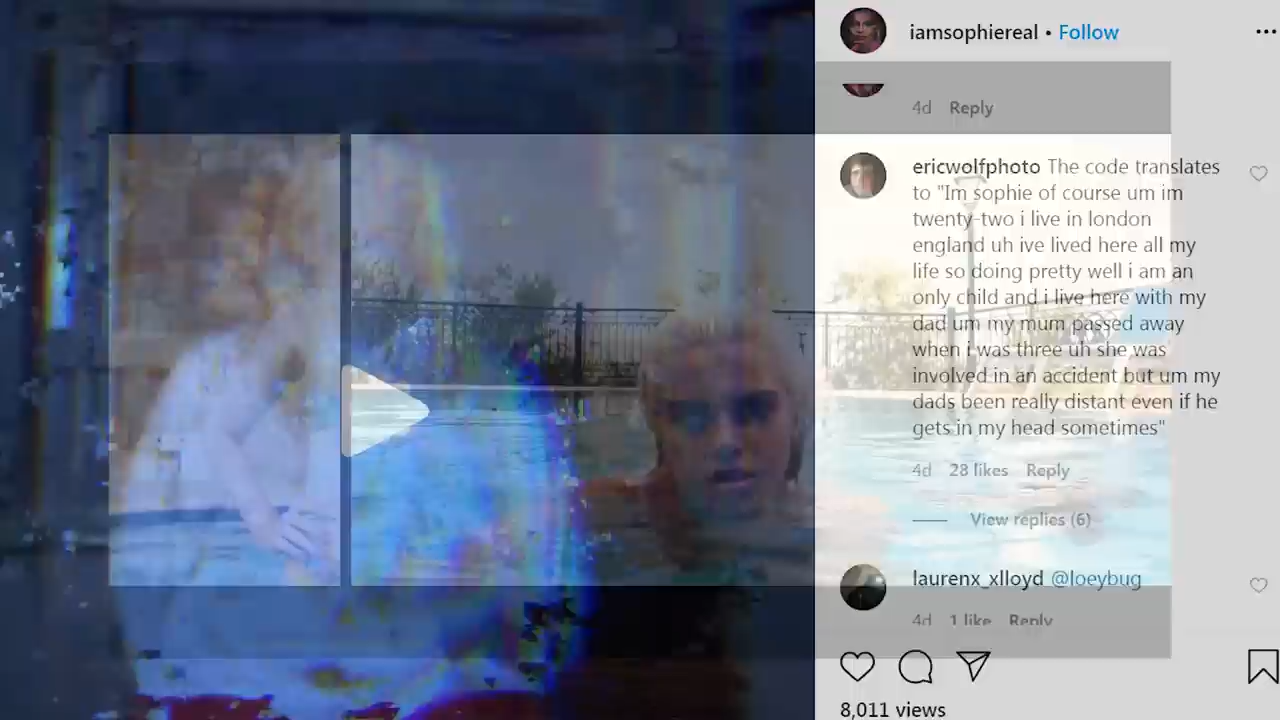 iamsophiereal • Follow
4d Reply
ericwolfphoto The code translates
to "Im sophie of course um im
twenty-two i live in london
england uh ive lived here all my
life so doing pretty well i am an
only child and i live here with my
dad um my mum passed away
when i was three uh she was
involved in an accident but um my
dads been really distant even if he
gets in my head sometimes"
4d 28 likes Reply
View replies (6)
laurenx_xlloyd @loeybug
4d 1 like Reply
8,011 views